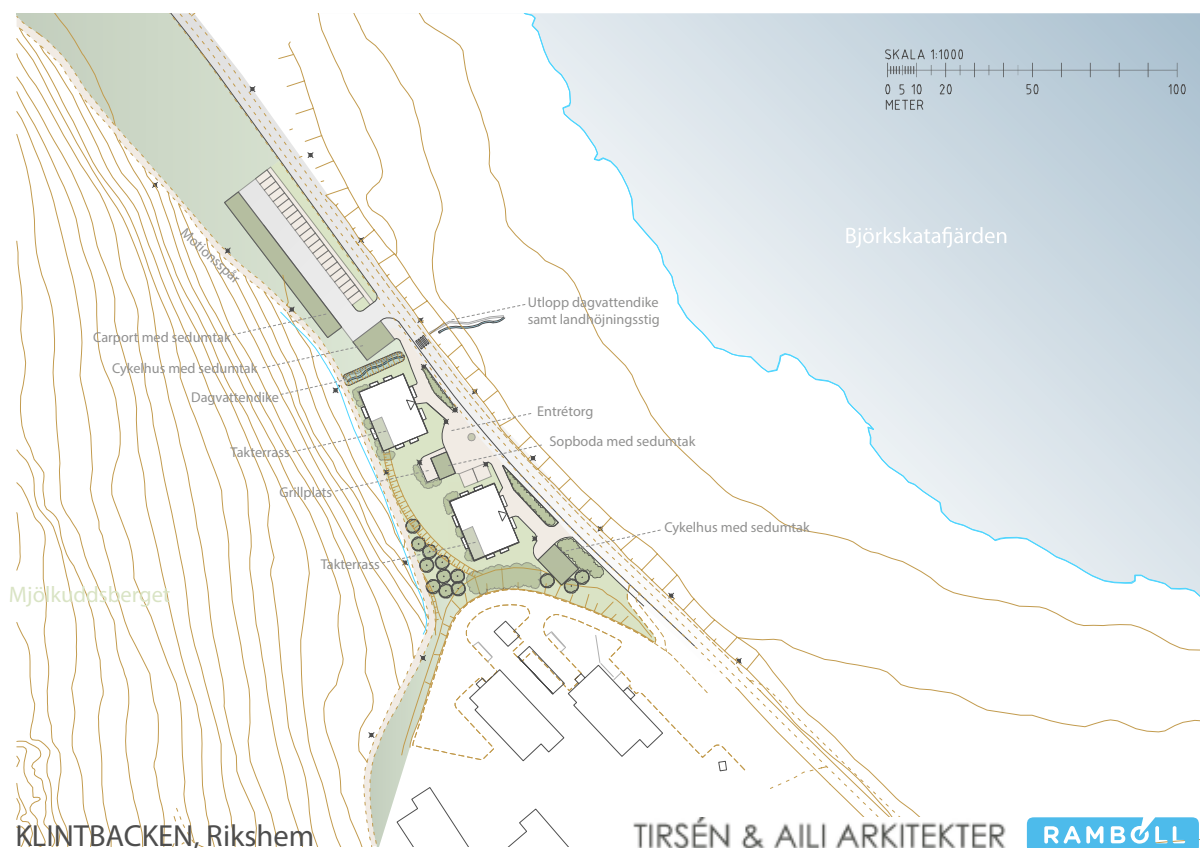 SKALA 1:1000
0 5 10 20 50 100
METER
Björkskatafjärden
Motionsspår
Utlopp dagvattendike
samt landhöjningsstig
Carport med sedumtak
Cykelhus med sedumtak
Dagvattendike
Entrétorg
Sopboda med sedumtak
Takterrass
Grillplats
Cykelhus med sedumtak
Takterrass
Mjölkuddsberget
KLINTBACKEN, Rikshem
TIRSÉN & AILI ARKITEKTER
RAMBOLL